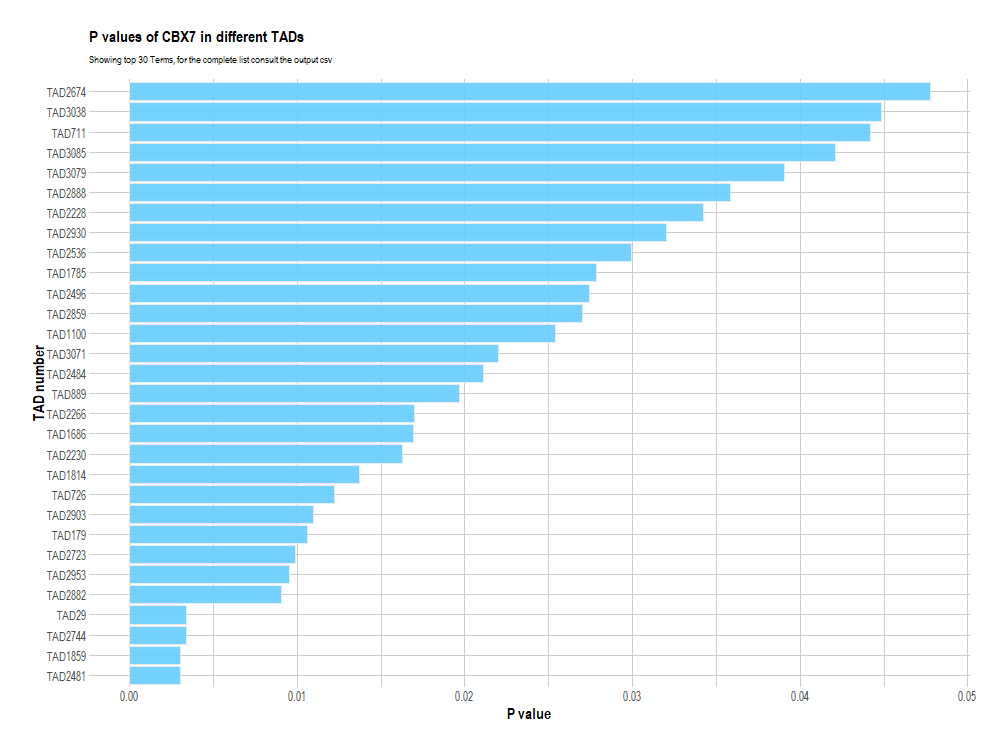 P values of CBX7 in different TADs
Showing top 30 Terms, for the complete list consult the output csv
TAD number
TAD2674
TAD3038
TAD711
TAD3085
TAD3079
TAD2888
TAD2228
TAD2930
TAD2536
TAD1785
TAD2496
TAD2859
TAD1100
TAD3071
TAD2484
TAD889
TAD2266
TAD1686
TAD2230
TAD1814
TAD726
TAD2903
TAD179
TAD2723
TAD2953
TAD2882
TAD29
TAD2744
TAD1859
TAD2481
0.00 0.01 0.02 0.03 0.04 0.05
P value